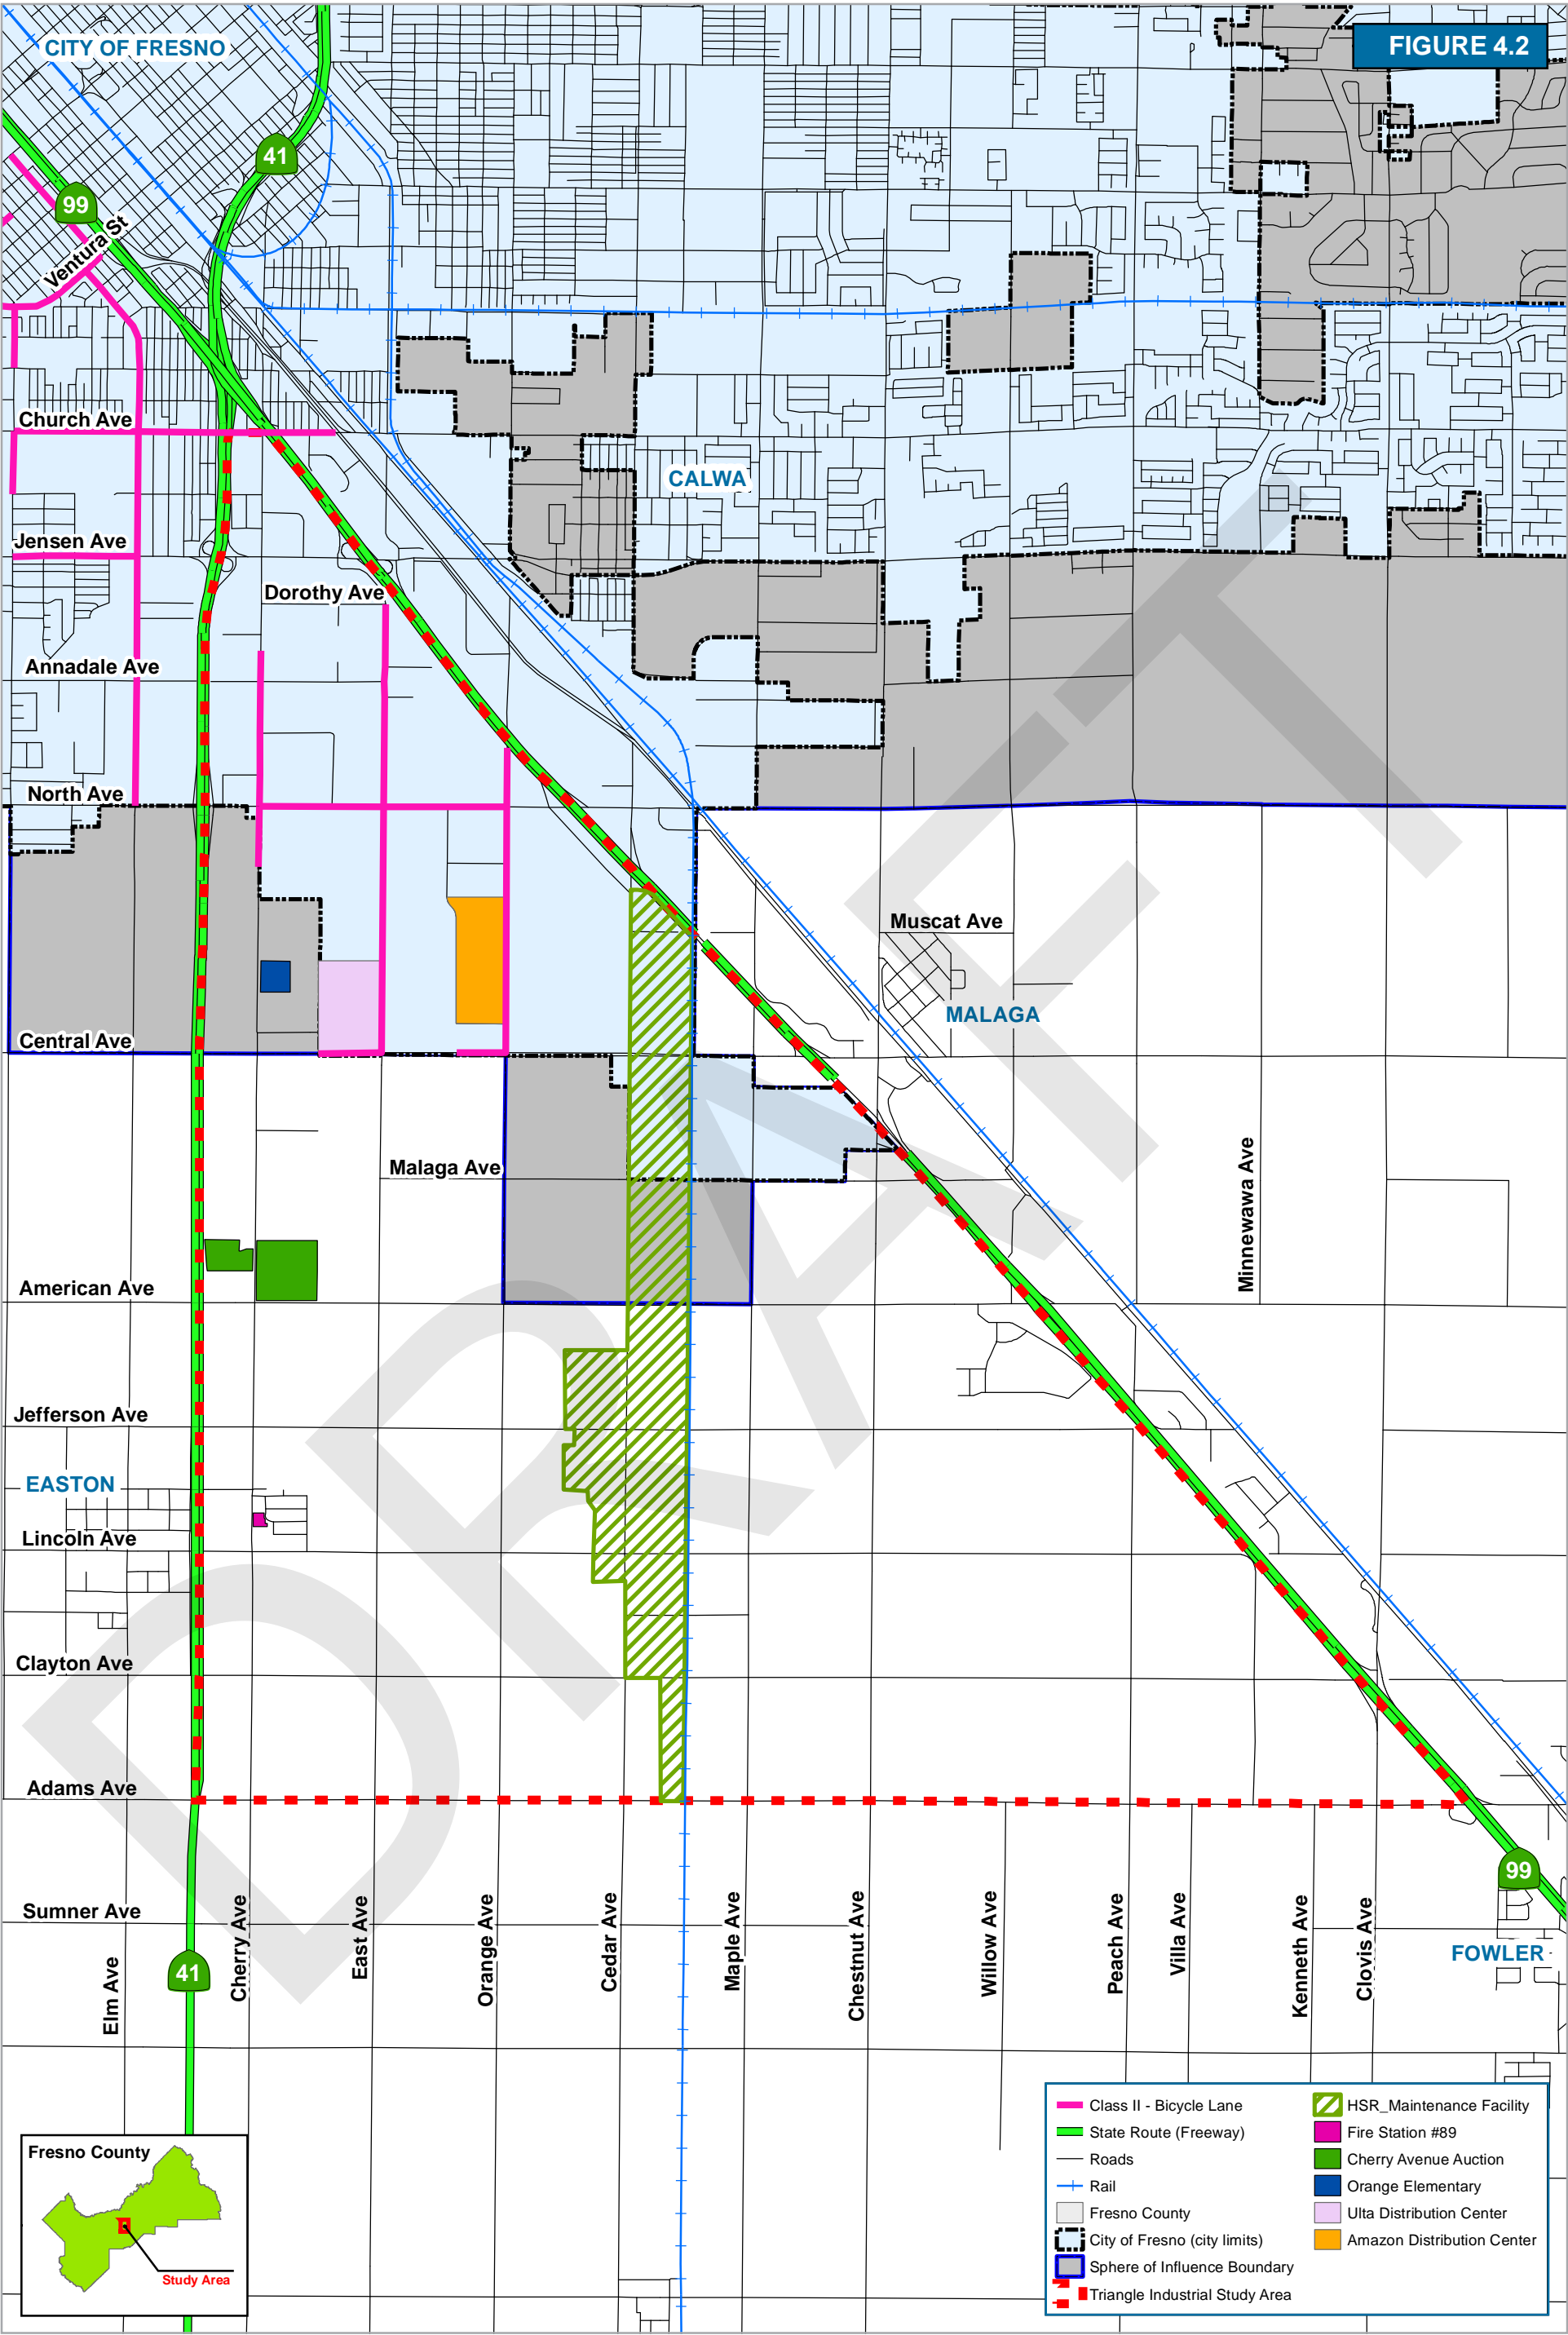 FIGURE 4.2
CITY OF FRESNO
41
99
Ventura St
Church Ave
CALWA
Jensen Ave
Dorothy Ave
Annadale Ave
North Ave
Muscat Ave
MALAGA
Central Ave
Malaga Ave
Minnewawa Ave
American Ave
Jefferson Ave
EASTON
Lincoln Ave
Clayton Ave
Adams Ave
99
Sumner Ave
FOWLER
41
Elm Ave
Cherry Ave
East Ave
Orange Ave
Cedar Ave
Maple Ave
Chestnut Ave
Willow Ave
Peach Ave
Villa Ave
Kenneth Ave
Clovis Ave
DRAFT
Fresno County
Study Area
Class II - Bicycle Lane
State Route (Freeway)
Roads
Rail
Fresno County
City of Fresno (city limits)
Sphere of Influence Boundary
Triangle Industrial Study Area
HSR_Maintenance Facility
Fire Station #89
Cherry Avenue Auction
Orange Elementary
Ulta Distribution Center
Amazon Distribution Center